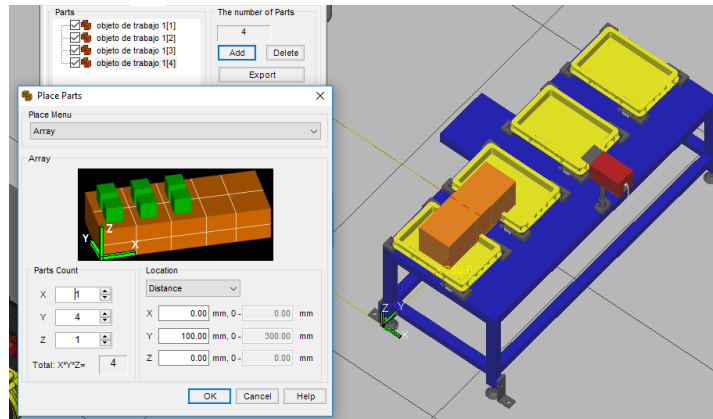 Parts
The number of Parts
objeto de trabajo 1[1]
objeto de trabajo 1[2]
objeto de trabajo 1[3]
objeto de trabajo 1[4]
4
Add
Delete
Export
Place Parts
Place Menu
Array
Array
Z
Y
X
Parts Count
X 1
Y 4
Z 1
Total: X*Y*Z= 4
Location
Distance
X 0.00 mm, 0 - 0.00 mm
Y 100.00 mm, 0 - 300.00 mm
Z 0.00 mm, 0 - 0.00 mm
OK
Cancel
Help
Z
Y
X